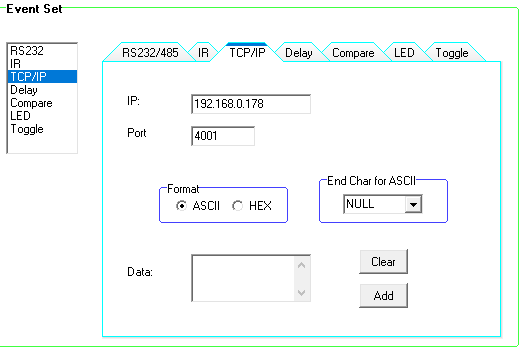 Event Set
RS232
IR
TCP/IP
Delay
Compare
LED
Toggle
RS232/485 IR TCP/IP Delay Compare LED Toggle
IP: 192.168.0.178
Port 4001
Format
ASCII HEX
End Char for ASCII
NULL
Data:
Clear
Add